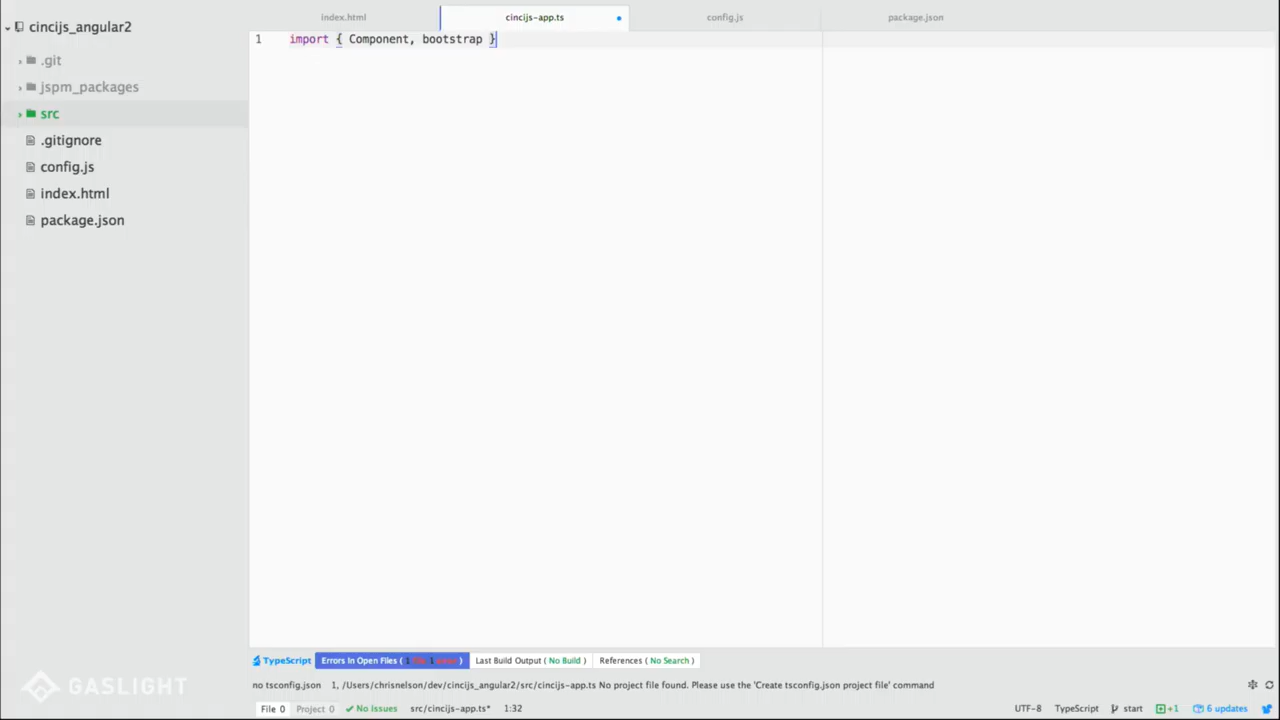 cincijs_angular2
.git
jspm_packages
src
.gitignore
config.js
index.html
package.json
index.html
cincijs-app.ts
config.js
package.json
1 import { Component, bootstrap }
TypeScript
Errors In Open Files ( 1 file 1 error )
Last Build Output ( No Build )
References ( No Search )
no tsconfig.json 1, /Users/chrisnelson/dev/cincijs_angular2/src/cincijs-app.ts No project file found. Please use the 'Create tsconfig.json project file' command
File 0 Project 0 No Issues src/cincijs-app.ts* 1:32
UTF-8 TypeScript start +1 6 updates
GASLIGHT